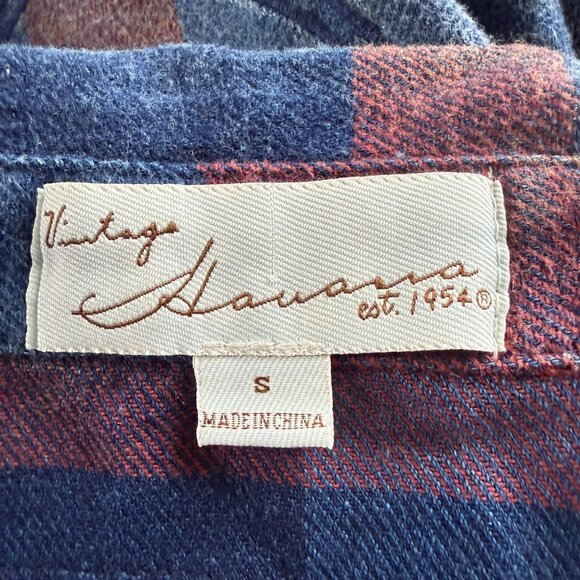 Vintage
Havana
est. 1954®
S
MADE IN CHINA